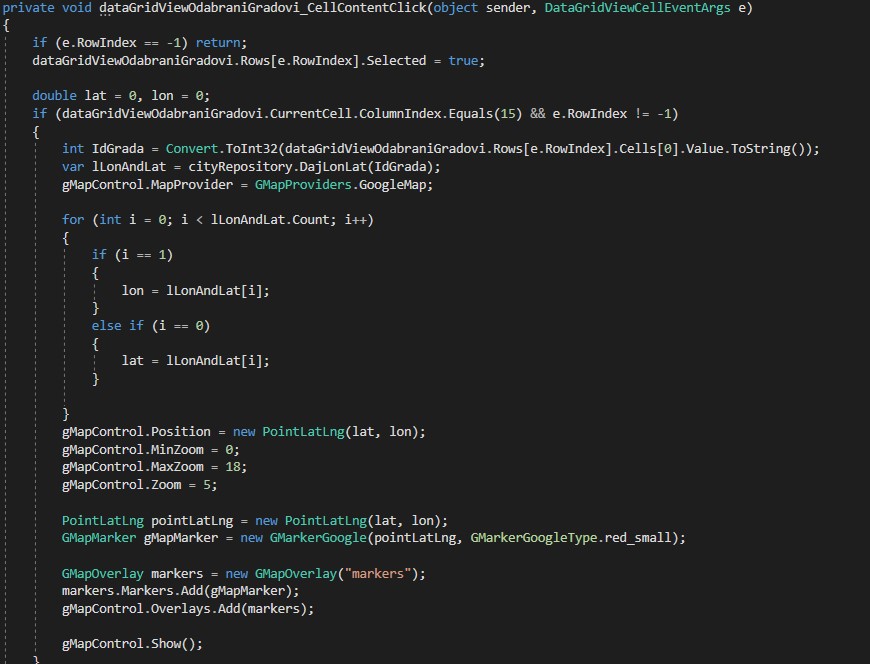 private void dataGridViewOdabraniGradovi_CellContentClick(object sender, DataGridViewCellEventArgs e)
{
if (e.RowIndex == -1) return;
dataGridViewOdabraniGradovi.Rows[e.RowIndex].Selected = true;
double lat = 0, lon = 0;
if (dataGridViewOdabraniGradovi.CurrentCell.ColumnIndex.Equals(15) && e.RowIndex != -1)
{
int IdGrada = Convert.ToInt32(dataGridViewOdabraniGradovi.Rows[e.RowIndex].Cells[0].Value.ToString());
var lLonAndLat = cityRepository.DajLonLat(IdGrada);
gMapControl.MapProvider = GMapProviders.GoogleMap;
for (int i = 0; i < lLonAndLat.Count; i++)
{
if (i == 1)
{
lon = lLonAndLat[i];
}
else if (i == 0)
{
lat = lLonAndLat[i];
}
}
gMapControl.Position = new PointLatLng(lat, lon);
gMapControl.MinZoom = 0;
gMapControl.MaxZoom = 18;
gMapControl.Zoom = 5;
PointLatLng pointLatLng = new PointLatLng(lat, lon);
GMapMarker gMapMarker = new GMarkerGoogle(pointLatLng, GMarkerGoogleType.red_small);
GMapOverlay markers = new GMapOverlay("markers");
markers.Markers.Add(gMapMarker);
gMapControl.Overlays.Add(markers);
gMapControl.Show();
}